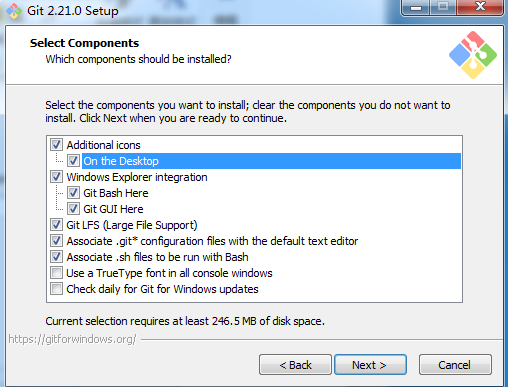 Git 2.21.0 Setup
Select Components
Which components should be installed?
Select the components you want to install; clear the components you do not want to
install. Click Next when you are ready to continue.
Additional icons
On the Desktop
Windows Explorer integration
Git Bash Here
Git GUI Here
Git LFS (Large File Support)
Associate .git* configuration files with the default text editor
Associate .sh files to be run with Bash
Use a TrueType font in all console windows
Check daily for Git for Windows updates
Current selection requires at least 246.5 MB of disk space.
https://gitforwindows.org/
< Back
Next >
Cancel